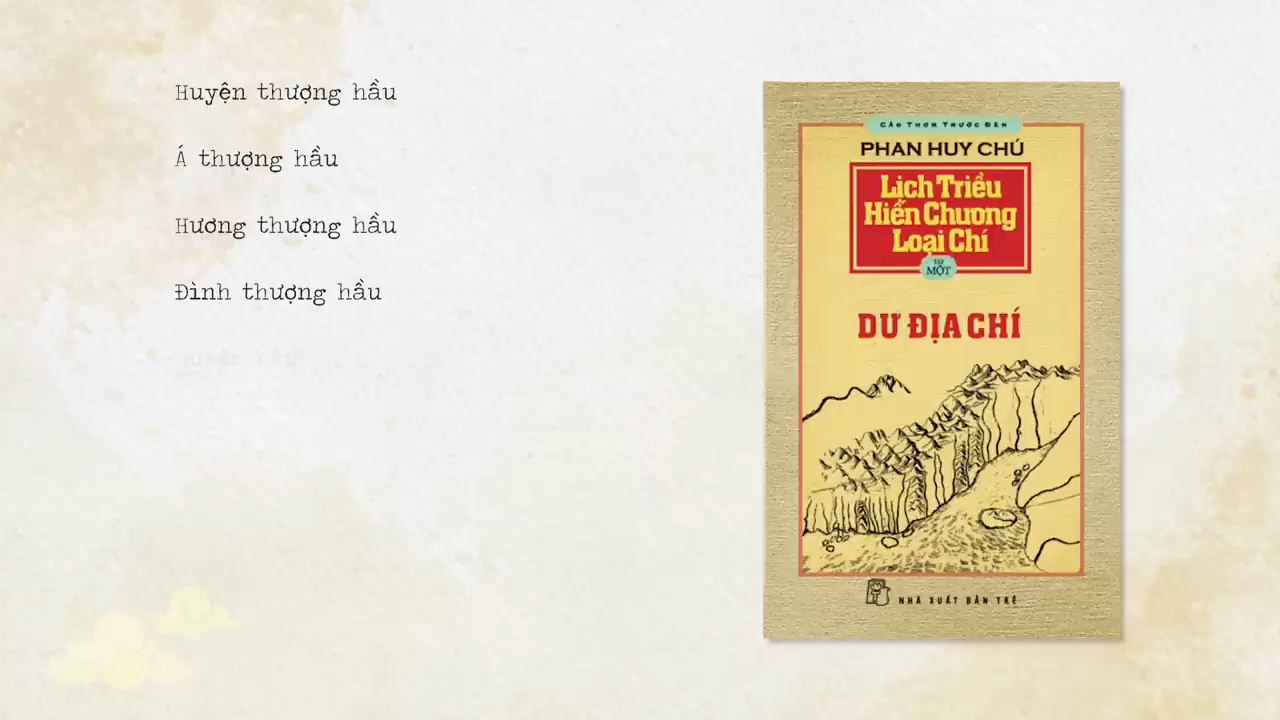 Huyện thượng hầu
Á thượng hầu
Hương thượng hầu
Đình thượng hầu
CẢO THƠM TRƯỚC ĐÈN
PHAN HUY CHÚ
Lịch Triều
Hiến Chương
Loại Chí
TẬP
MỘT
DƯ ĐỊA CHÍ
NHÀ XUẤT BẢN TRẺ